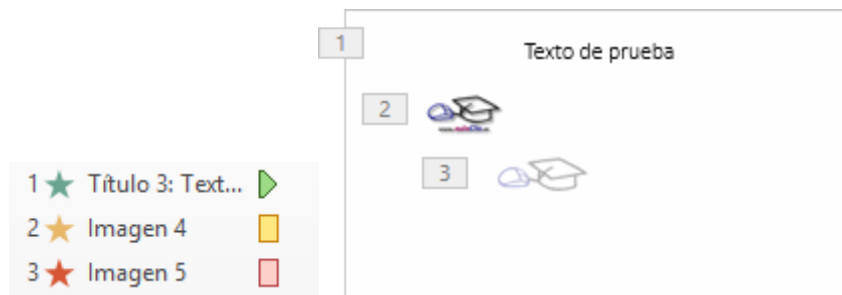 1 Título 3: Text...
2 Imagen 4
3 Imagen 5
1
Texto de prueba
2
3